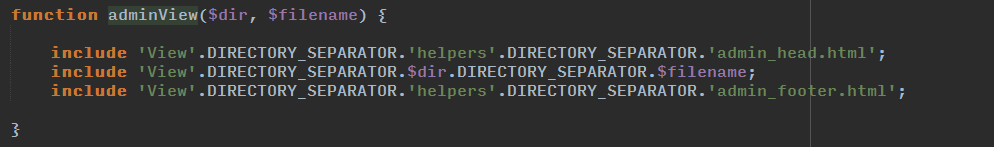 function adminView($dir, $filename) {
include 'View'.DIRECTORY_SEPARATOR.'helpers'.DIRECTORY_SEPARATOR.'admin_head.html';
include 'View'.DIRECTORY_SEPARATOR.$dir.DIRECTORY_SEPARATOR.$filename;
include 'View'.DIRECTORY_SEPARATOR.'helpers'.DIRECTORY_SEPARATOR.'admin_footer.html';
}